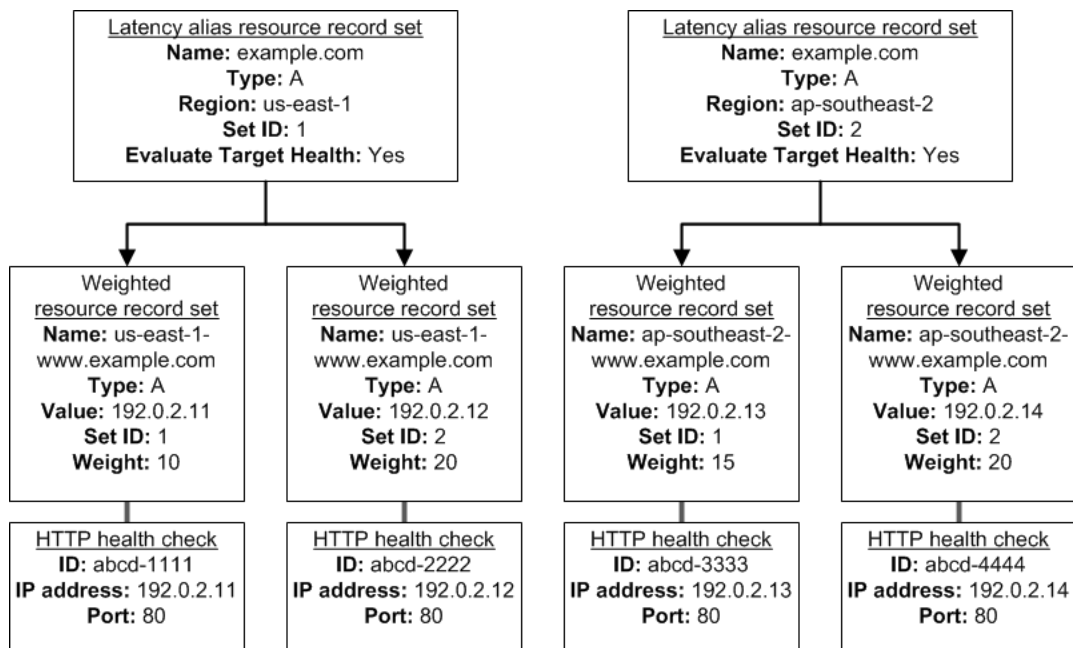 Latency alias resource record set
Name: example.com
Type: A
Region: us-east-1
Set ID: 1
Evaluate Target Health: Yes
Latency alias resource record set
Name: example.com
Type: A
Region: ap-southeast-2
Set ID: 2
Evaluate Target Health: Yes
Weighted
resource record set
Name: us-east-1-
www.example.com
Type: A
Value: 192.0.2.11
Set ID: 1
Weight: 10
Weighted
resource record set
Name: us-east-1-
www.example.com
Type: A
Value: 192.0.2.12
Set ID: 2
Weight: 20
Weighted
resource record set
Name: ap-southeast-2-
www.example.com
Type: A
Value: 192.0.2.13
Set ID: 1
Weight: 15
Weighted
resource record set
Name: ap-southeast-2-
www.example.com
Type: A
Value: 192.0.2.14
Set ID: 2
Weight: 20
HTTP health check
ID: abcd-1111
IP address: 192.0.2.11
Port: 80
HTTP health check
ID: abcd-2222
IP address: 192.0.2.12
Port: 80
HTTP health check
ID: abcd-3333
IP address: 192.0.2.13
Port: 80
HTTP health check
ID: abcd-4444
IP address: 192.0.2.14
Port: 80